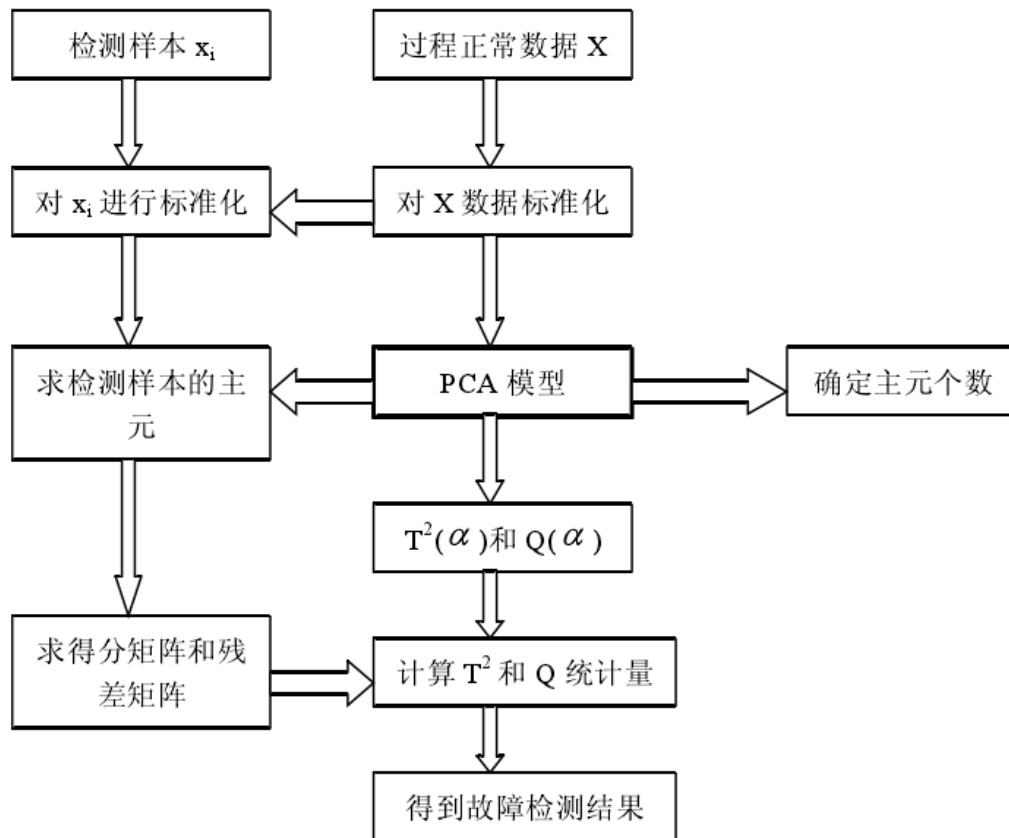 检测样本 xi
过程正常数据 X
对 xi 进行标准化
对 X 数据标准化
求检测样本的主
元
PCA 模型
确定主元个数
T²(α)和 Q(α)
求得分矩阵和残
差矩阵
计算 T² 和 Q 统计量
得到故障检测结果